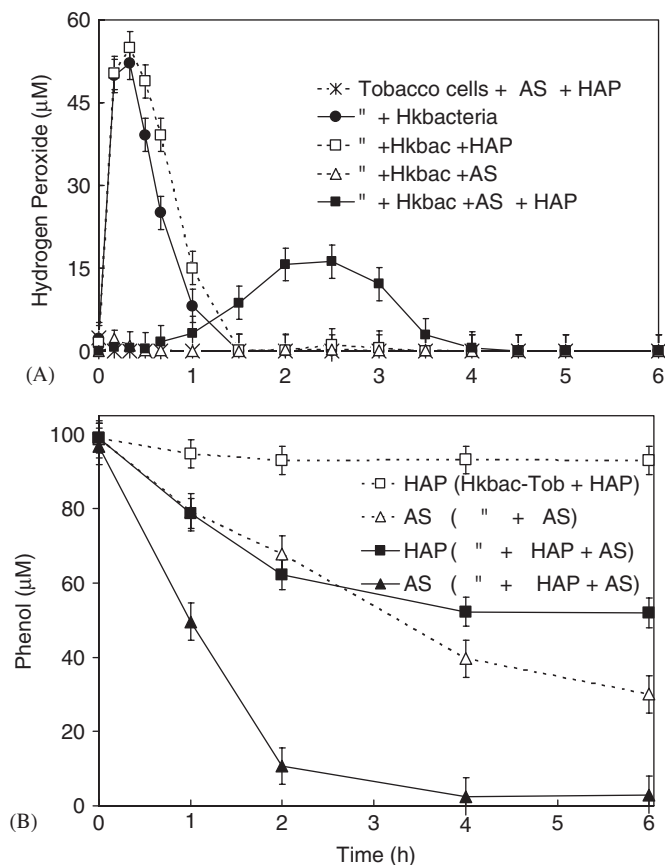 60
45
30
15
0
Hydrogen Peroxide (μM)
Tobacco cells + AS + HAP
" + Hkbacteria
" +Hkbac +HAP
" +Hkbac +AS
" + Hkbac +AS + HAP
(A)
0 1 2 3 4 5 6
100
80
60
40
20
0
Phenol (μM)
HAP (Hkbac-Tob + HAP)
AS ( " + AS)
HAP ( " + HAP + AS)
AS ( " + HAP + AS)
(B)
0 1 2 3 4 5 6
Time (h)